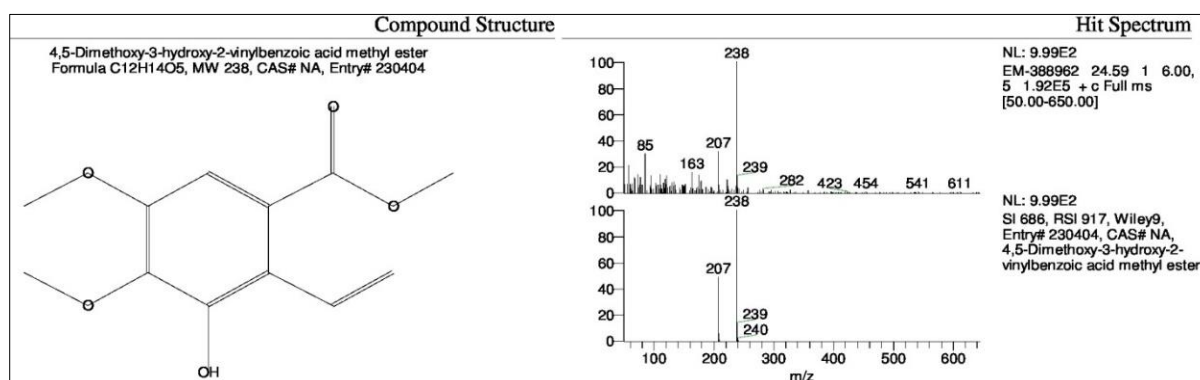 Compound Structure
4,5-Dimethoxy-3-hydroxy-2-vinylbenzoic acid methyl ester
Formula C12H14O5, MW 238, CAS# NA, Entry# 230404
O
O
O
O
OH
Hit Spectrum
238
100
80
60
40
20
0
85
163
207
239
282
423
454
541
611
NL: 9.99E2
EM-388962 24.59 1 6.00,
5 1.92E5 + c Full ms
[50.00-650.00]
238
100
80
60
40
20
0
207
239
240
100 200 300 400 500 600
m/z
NL: 9.99E2
SI 686, RSI 917, Wiley9,
Entry# 230404, CAS# NA,
4,5-Dimethoxy-3-hydroxy-2-
vinylbenzoic acid methyl ester